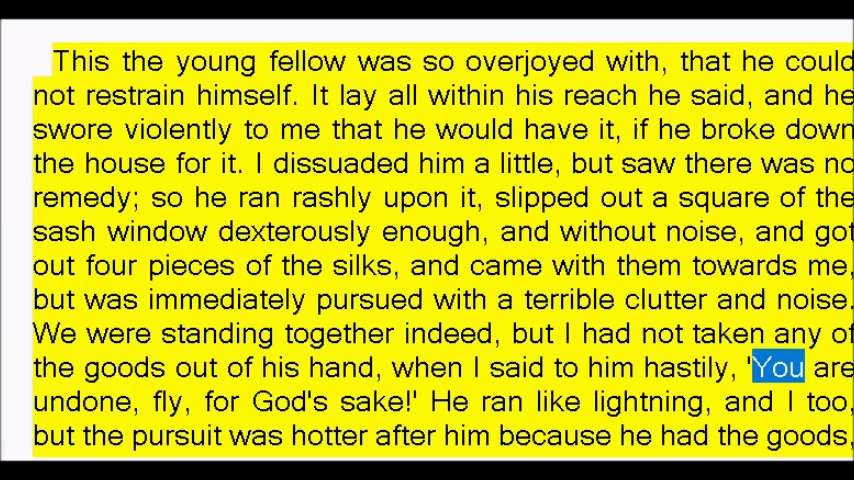 This the young fellow was so overjoyed with, that he could
not restrain himself. It lay all within his reach he said, and he
swore violently to me that he would have it, if he broke down
the house for it. I dissuaded him a little, but saw there was no
remedy; so he ran rashly upon it, slipped out a square of the
sash window dexterously enough, and without noise, and got
out four pieces of the silks, and came with them towards me,
but was immediately pursued with a terrible clutter and noise.
We were standing together indeed, but I had not taken any of
the goods out of his hand, when I said to him hastily, 'You are
undone, fly, for God's sake!' He ran like lightning, and I too,
but the pursuit was hotter after him because he had the goods,